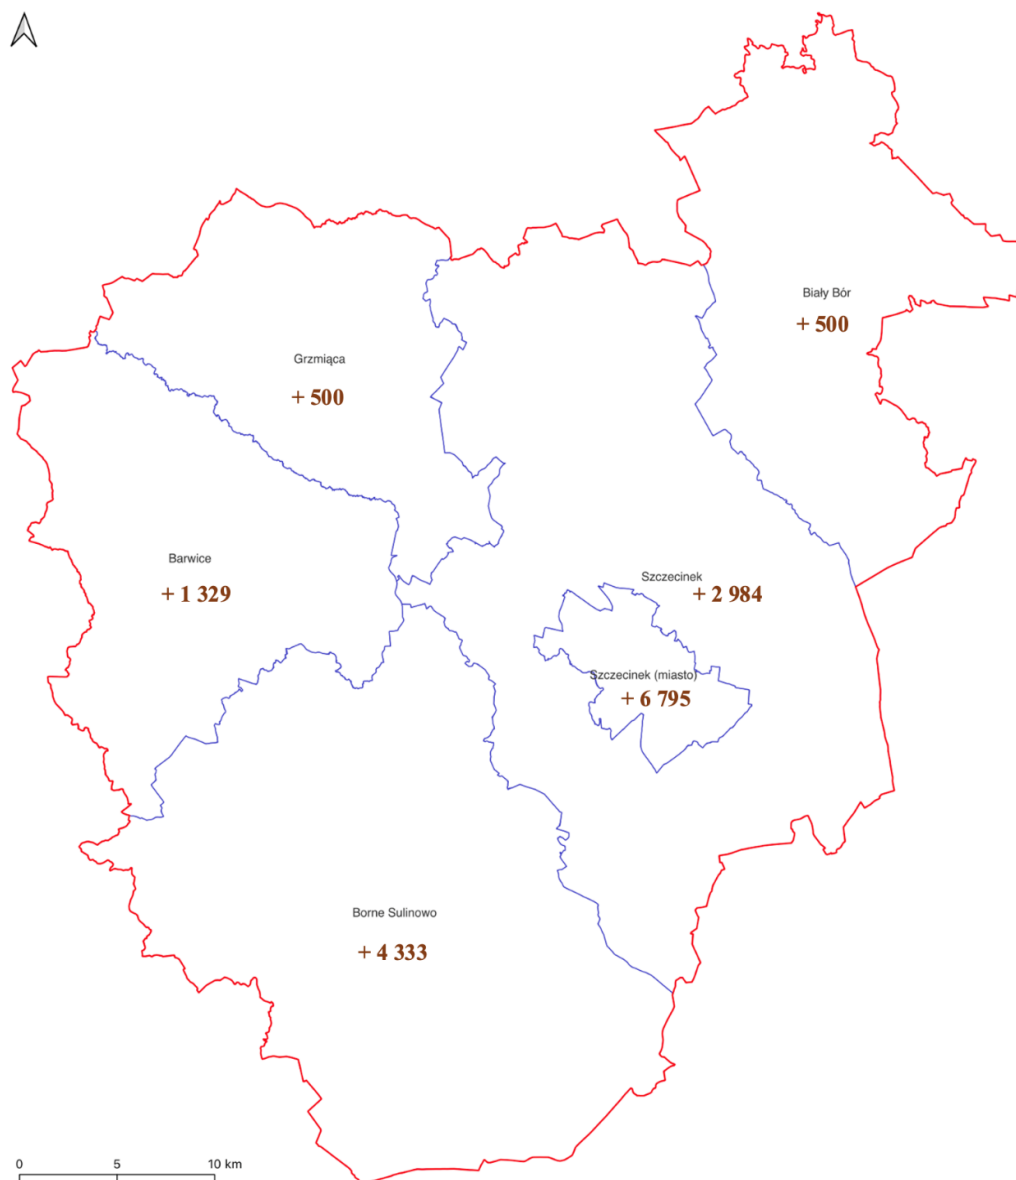 Biały Bór
+ 500
Grzmiąca
+ 500
Barwice
+ 1 329
Szczecinek
+ 2 984
Szczecinek (miasto)
+ 6 795
Borne Sulinowo
+ 4 333
0 5 10 km